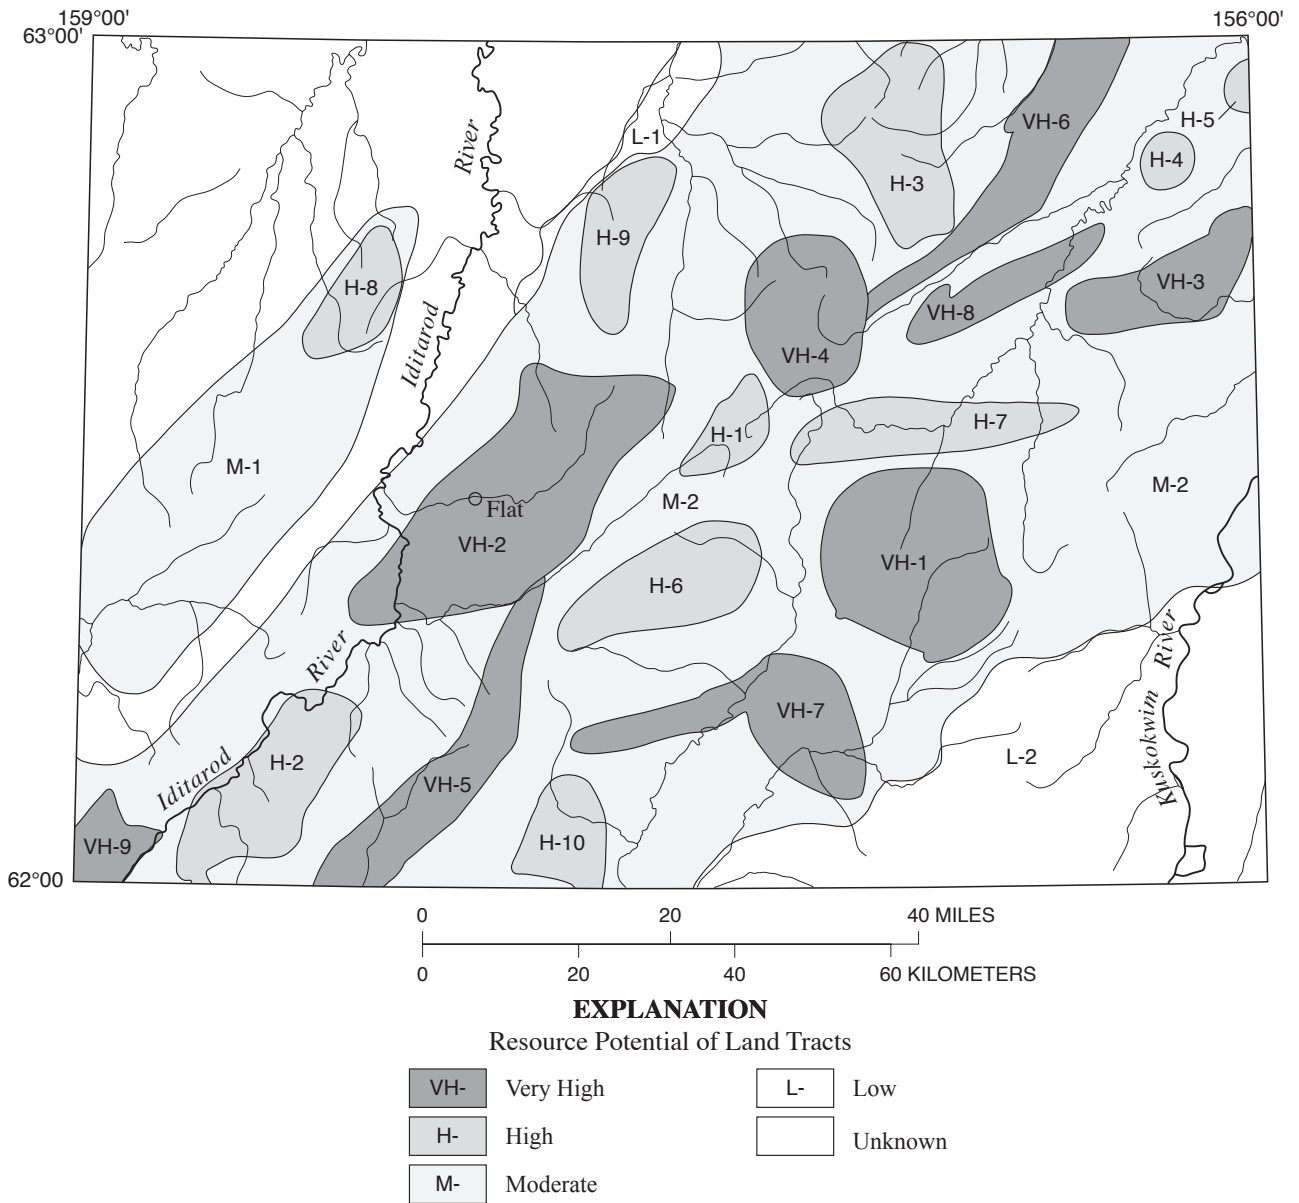 159°00'
156°00'
63°00'
River
L-1
VH-6
H-5
H-4
H-3
H-9
H-8
VH-3
VH-8
Iditarod
VH-4
H-1
H-7
M-1
M-2
M-2
Flat
VH-2
VH-1
H-6
River
River
Kuskokwim
VH-7
L-2
H-2
Iditarod
VH-5
VH-9
H-10
62°00
0 20 40 MILES
0 20 40 60 KILOMETERS
EXPLANATION
Resource Potential of Land Tracts
VH- Very High
L- Low
H- High
Unknown
M- Moderate